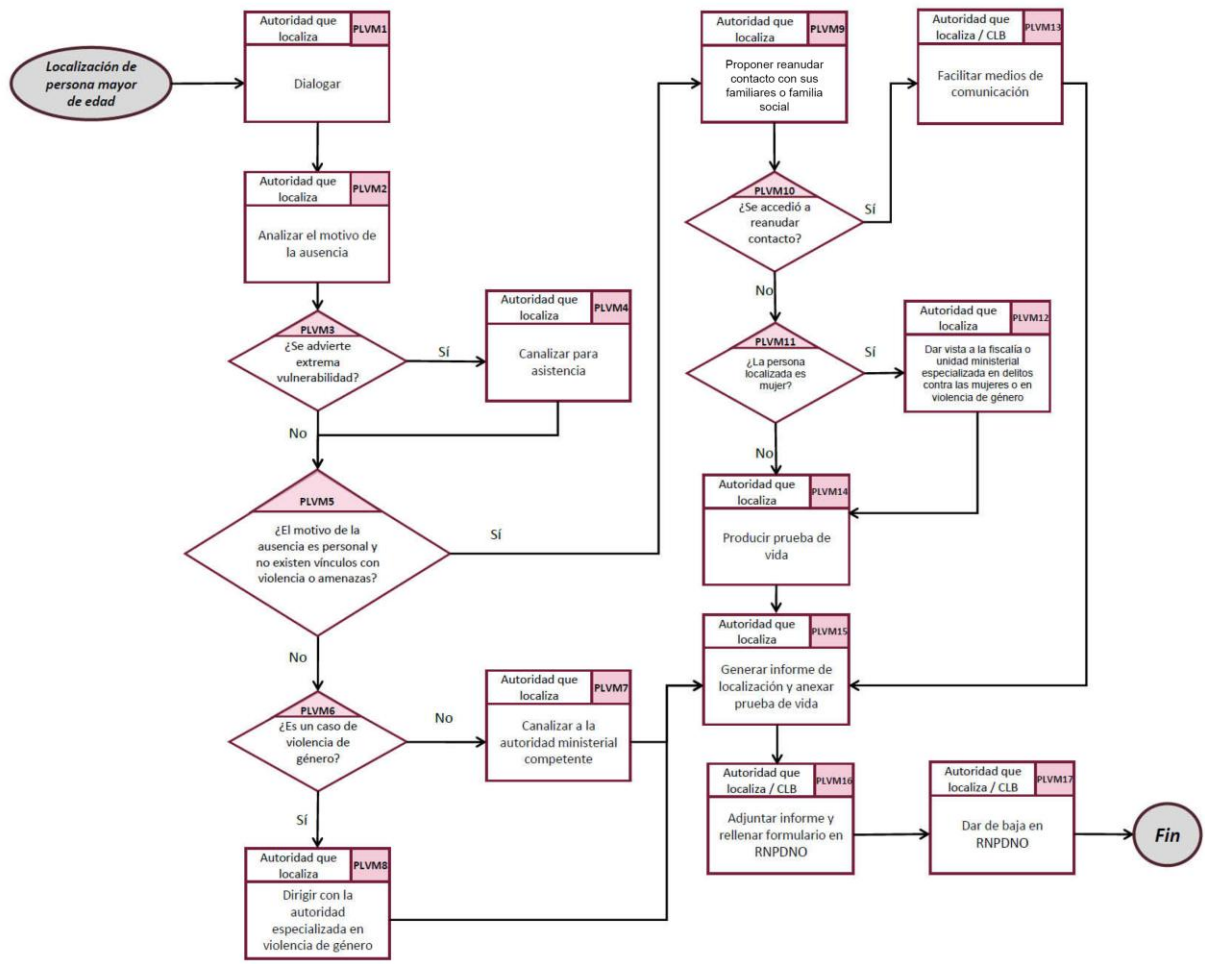 Localización de
persona mayor
de edad
Autoridad que
localiza
PLVM1
Dialogar
Autoridad que
localiza
PLVM2
Analizar el motivo de
la ausencia
PLVM3
¿Se advierte
extrema
vulnerabilidad?
Sí
No
Autoridad que
localiza
PLVM4
Canalizar para
asistencia
PLVM5
¿El motivo de la
ausencia es personal y
no existen vínculos con
violencia o amenazas?
Sí
No
PLVM6
¿Es un caso de
violencia de
género?
No
Sí
Autoridad que
localiza
PLVM7
Canalizar a la
autoridad ministerial
competente
Autoridad que
localiza
PLVM8
Dirigir con la
autoridad
especializada en
violencia de género
Autoridad que
localiza
PLVM9
Proponer reanudar
contacto con sus
familiares o familia
social
PLVM10
¿Se accedió a
reanudar
contacto?
Sí
No
Autoridad que
localiza / CLB
PLVM13
Facilitar medios de
comunicación
PLVM11
¿La persona
localizada es
mujer?
Sí
No
Autoridad que
localiza
PLVM12
Dar vista a la fiscalía o
unidad ministerial
especializada en delitos
contra las mujeres o en
violencia de género
Autoridad que
localiza
PLVM14
Producir prueba de
vida
Autoridad que
localiza
PLVM15
Generar informe de
localización y anexar
prueba de vida
Autoridad que
localiza / CLB
PLVM16
Adjuntar informe y
rellenar formulario en
RNPDNO
Autoridad que
localiza / CLB
PLVM17
Dar de baja en
RNPDNO
Fin